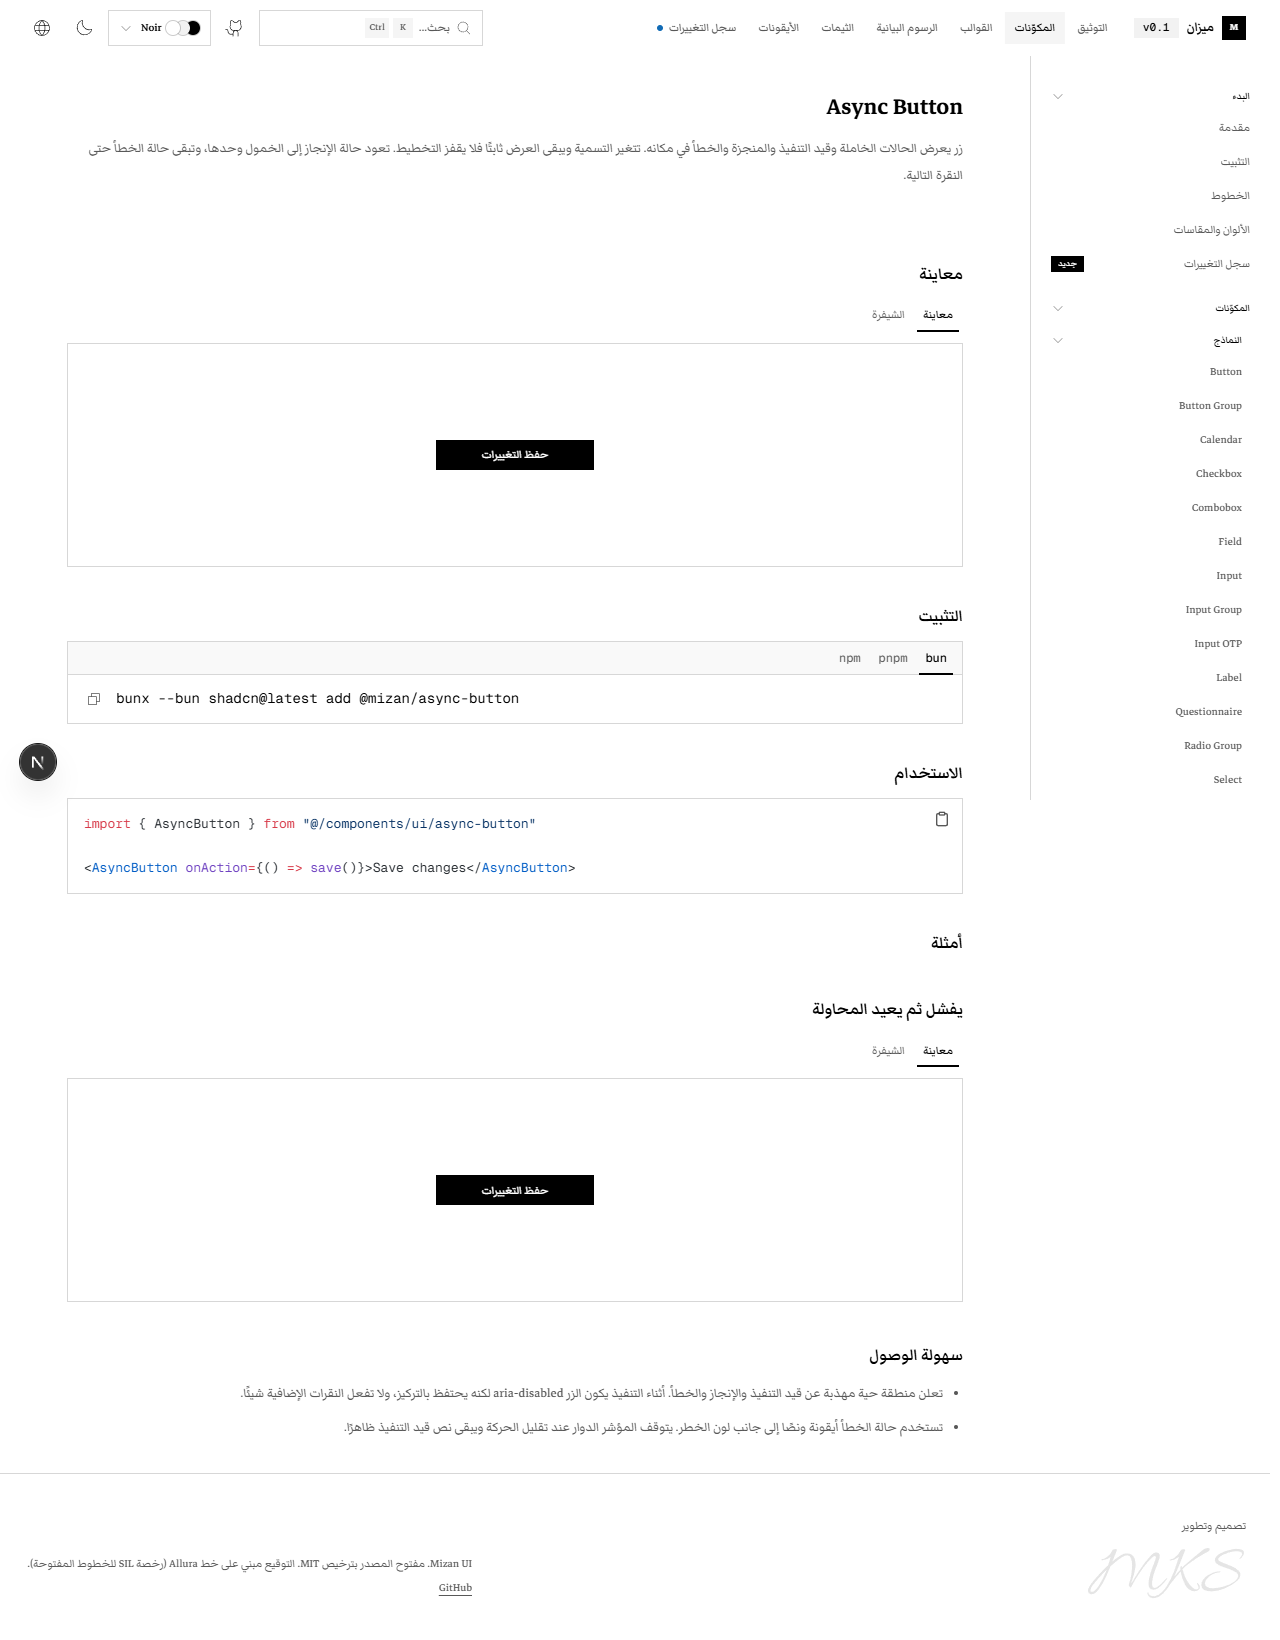 M ميزان v0.1 التوثيق المكوّنات القوالب الرسوم البيانية الثيمات الأيقونات سجل التغييرات بحث... K Ctrl Noir
البدء
مقدمة
التثبيت
الخطوط
الألوان والمقاسات
سجل التغييرات جديد
المكوّنات
النماذج
Button
Button Group
Calendar
Checkbox
Combobox
Field
Input
Input Group
Input OTP
Label
Questionnaire
Radio Group
Select
Async Button
زر يعرض الحالات الخاملة وقيد التنفيذ والمنجزة والخطأ في مكانه. تتغير التسمية ويبقى العرض ثابتًا فلا يقفز التخطيط. تعود حالة الإنجاز إلى الخمول وحدها، وتبقى حالة الخطأ حتى
النقرة التالية.
معاينة
معاينة الشيفرة
حفظ التغييرات
التثبيت
bun pnpm npm
bunx --bun shadcn@latest add @mizan/async-button
الاستخدام
import { AsyncButton } from "@/components/ui/async-button"
<AsyncButton onAction={() => save()}>Save changes</AsyncButton>
أمثلة
يفشل ثم يعيد المحاولة
معاينة الشيفرة
حفظ التغييرات
سهولة الوصول
• تعلن منطقة حية مهذبة عن قيد التنفيذ والإنجاز والخطأ. أثناء التنفيذ يكون الزر aria-disabled لكنه يحتفظ بالتركيز، ولا تفعل النقرات الإضافية شيئًا.
• تستخدم حالة الخطأ أيقونة ونصًا إلى جانب لون الخطر. يتوقف المؤشر الدوار عند تقليل الحركة ويبقى نص قيد التنفيذ ظاهرًا.
تصميم وتطوير
MKS
Mizan UI. مفتوح المصدر بترخيص MIT. التوقيع مبني على خط Allura (رخصة SIL للخطوط المفتوحة).
GitHub